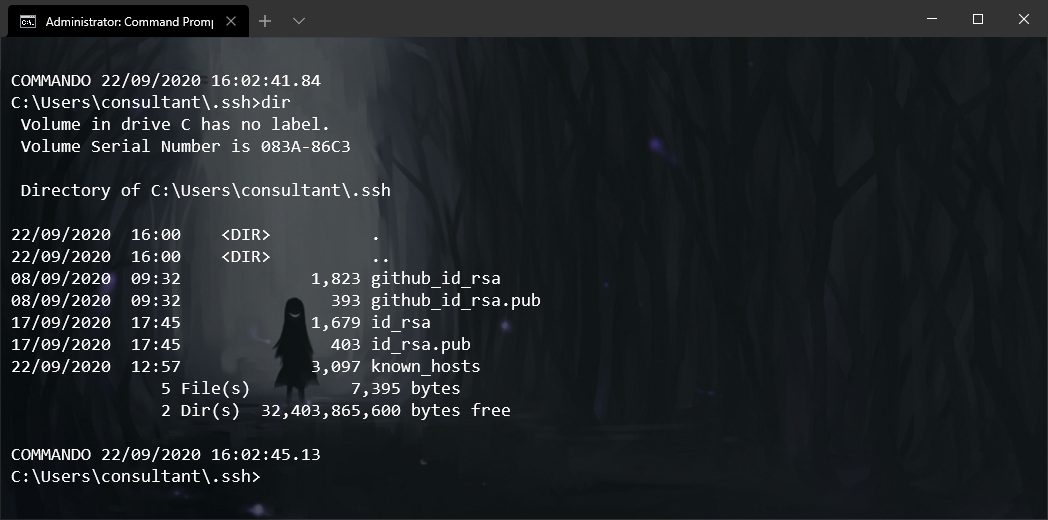 Administrator: Command Promp
COMMANDO 22/09/2020 16:02:41.84
C:\Users\consultant\.ssh>dir
 Volume in drive C has no label.
 Volume Serial Number is 083A-86C3

 Directory of C:\Users\consultant\.ssh

22/09/2020  16:00    <DIR>          .
22/09/2020  16:00    <DIR>          ..
08/09/2020  09:32             1,823 github_id_rsa
08/09/2020  09:32               393 github_id_rsa.pub
17/09/2020  17:45             1,679 id_rsa
17/09/2020  17:45               403 id_rsa.pub
22/09/2020  12:57             3,097 known_hosts
               5 File(s)          7,395 bytes
               2 Dir(s)  32,403,865,600 bytes free

COMMANDO 22/09/2020 16:02:45.13
C:\Users\consultant\.ssh>